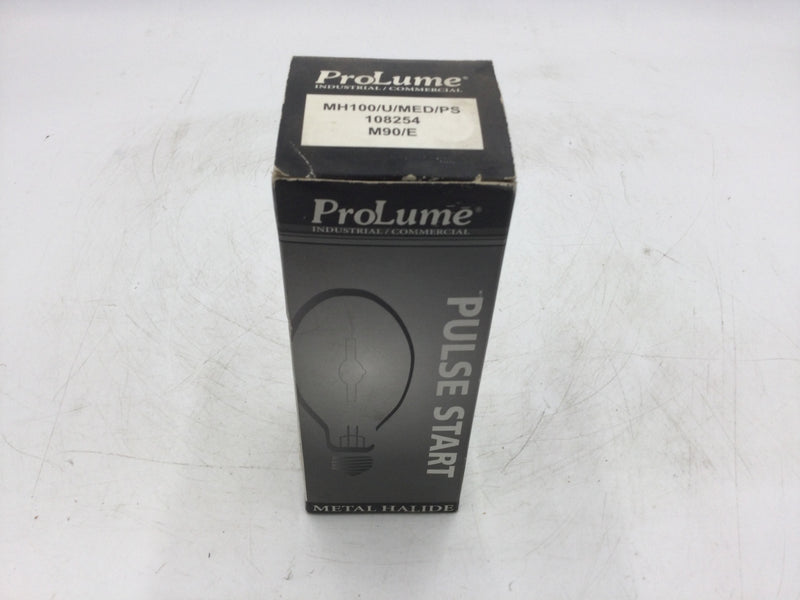 ProLume®
INDUSTRIAL / COMMERCIAL
MH100/U/MED/PS
108254
M90/E
ProLume®
INDUSTRIAL / COMMERCIAL
PULSE START
METAL HALIDE